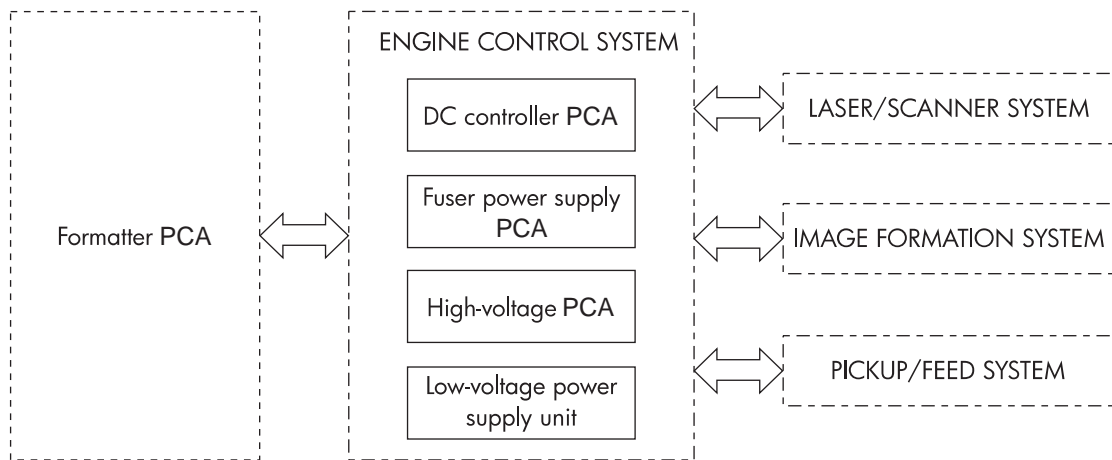 Formatter PCA
ENGINE CONTROL SYSTEM
DC controller PCA
Fuser power supply
PCA
High-voltage PCA
Low-voltage power
supply unit
LASER/SCANNER SYSTEM
IMAGE FORMATION SYSTEM
PICKUP/FEED SYSTEM